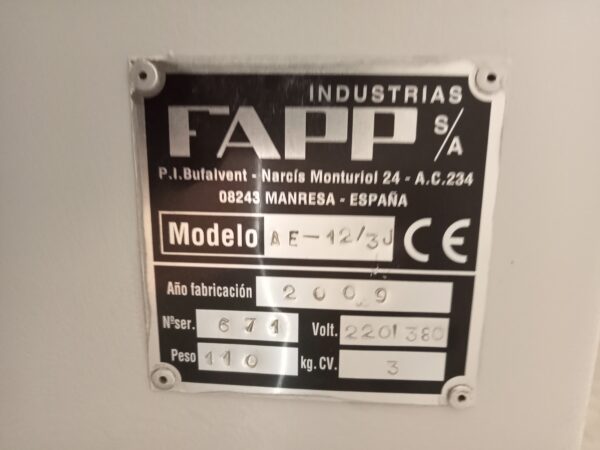 INDUSTRIAS
FAPP S/A
P.I.Bufalvent - Narcís Monturiol 24 - A.C.234
08243 MANRESA - ESPAÑA
Modelo AE-12/3J CE
Año fabricación 2009
Nºser. 671 Volt. 220/380
Peso 110 kg. CV. 3